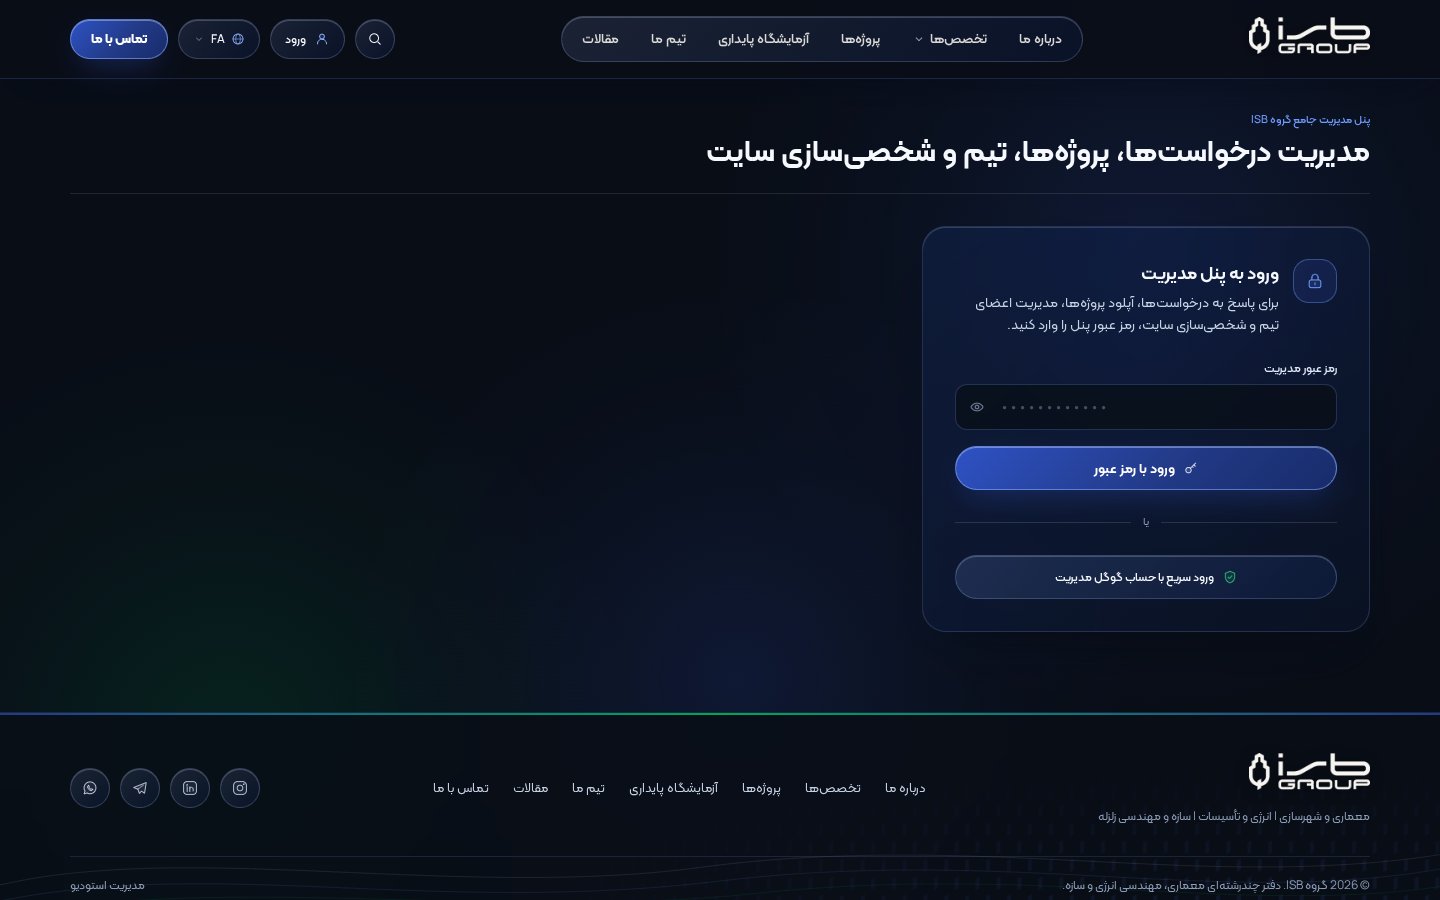 isb
GROUP
درباره ما
تخصص‌ها
پروژه‌ها
آزمایشگاه پایداری
تیم ما
مقالات
ورود
FA
تماس با ما
پنل مدیریت جامع گروه ISB
مدیریت درخواست‌ها، پروژه‌ها، تیم و شخصی‌سازی سایت
ورود به پنل مدیریت
برای پاسخ به درخواست‌ها، آپلود پروژه‌ها، مدیریت اعضای
تیم و شخصی‌سازی سایت، رمز عبور پنل را وارد کنید.
رمز عبور مدیریت
••••••••••••
ورود با رمز عبور
یا
ورود سریع با حساب گوگل مدیریت
isb
GROUP
معماری و شهرسازی | انرژی و تأسیسات | سازه و مهندسی زلزله
درباره ما
تخصص‌ها
پروژه‌ها
آزمایشگاه پایداری
تیم ما
مقالات
تماس با ما
© 2026 گروه ISB. دفتر چندرشته‌ای معماری، مهندسی انرژی و سازه.
مدیریت استودیو